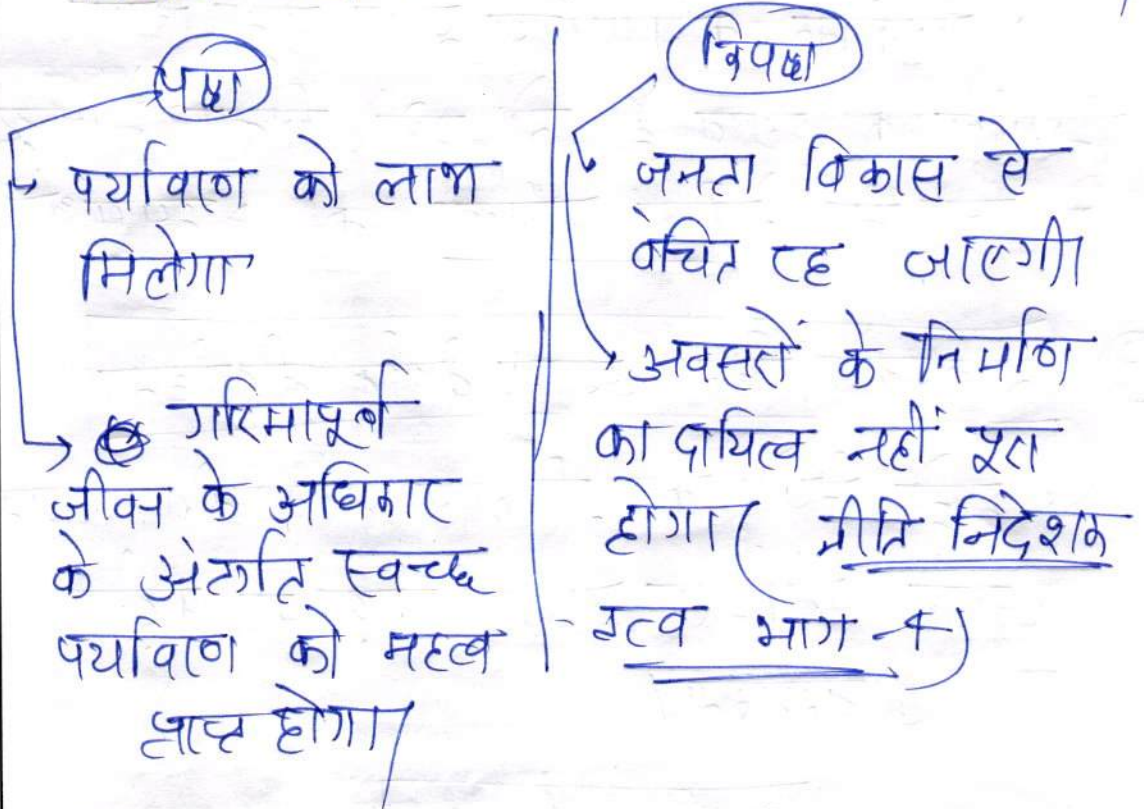 पक्ष
पर्यावरण को लाभ
मिलेगा
गरिमापूर्ण
जीवन के अधिकार
के अंतर्गत स्वच्छ
पर्यावरण को महत्व
प्राप्त होगा।
विपक्ष
जनता विकास से
वंचित रह जाएगी।
अवसरों के निर्माण
का दायित्व नहीं पूरा
होगा ( नीति निदेशक
तत्व भाग -4)